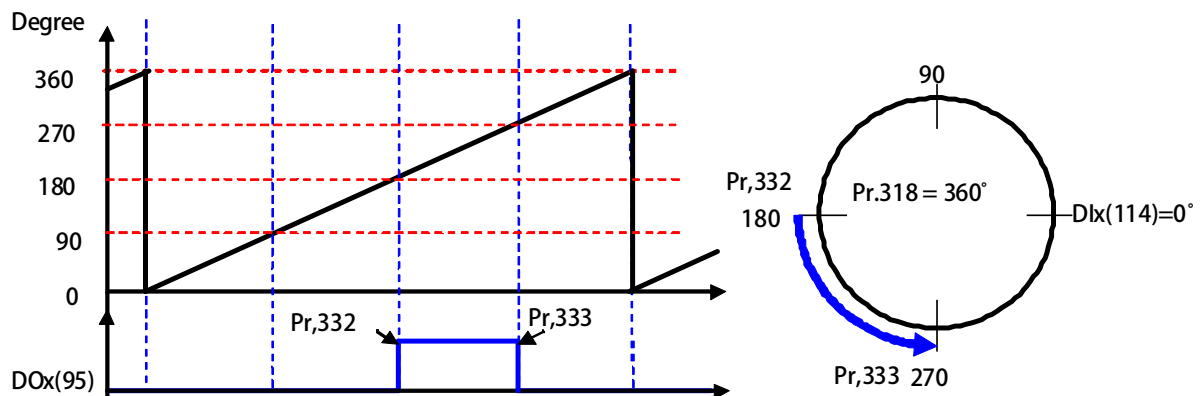 Degree
360
270
180
90
0
Pr,332
Pr,333
DOx(95)
90
Pr,332
180
Pr.318 = 360°
DIx(114)=0°
Pr,333 270